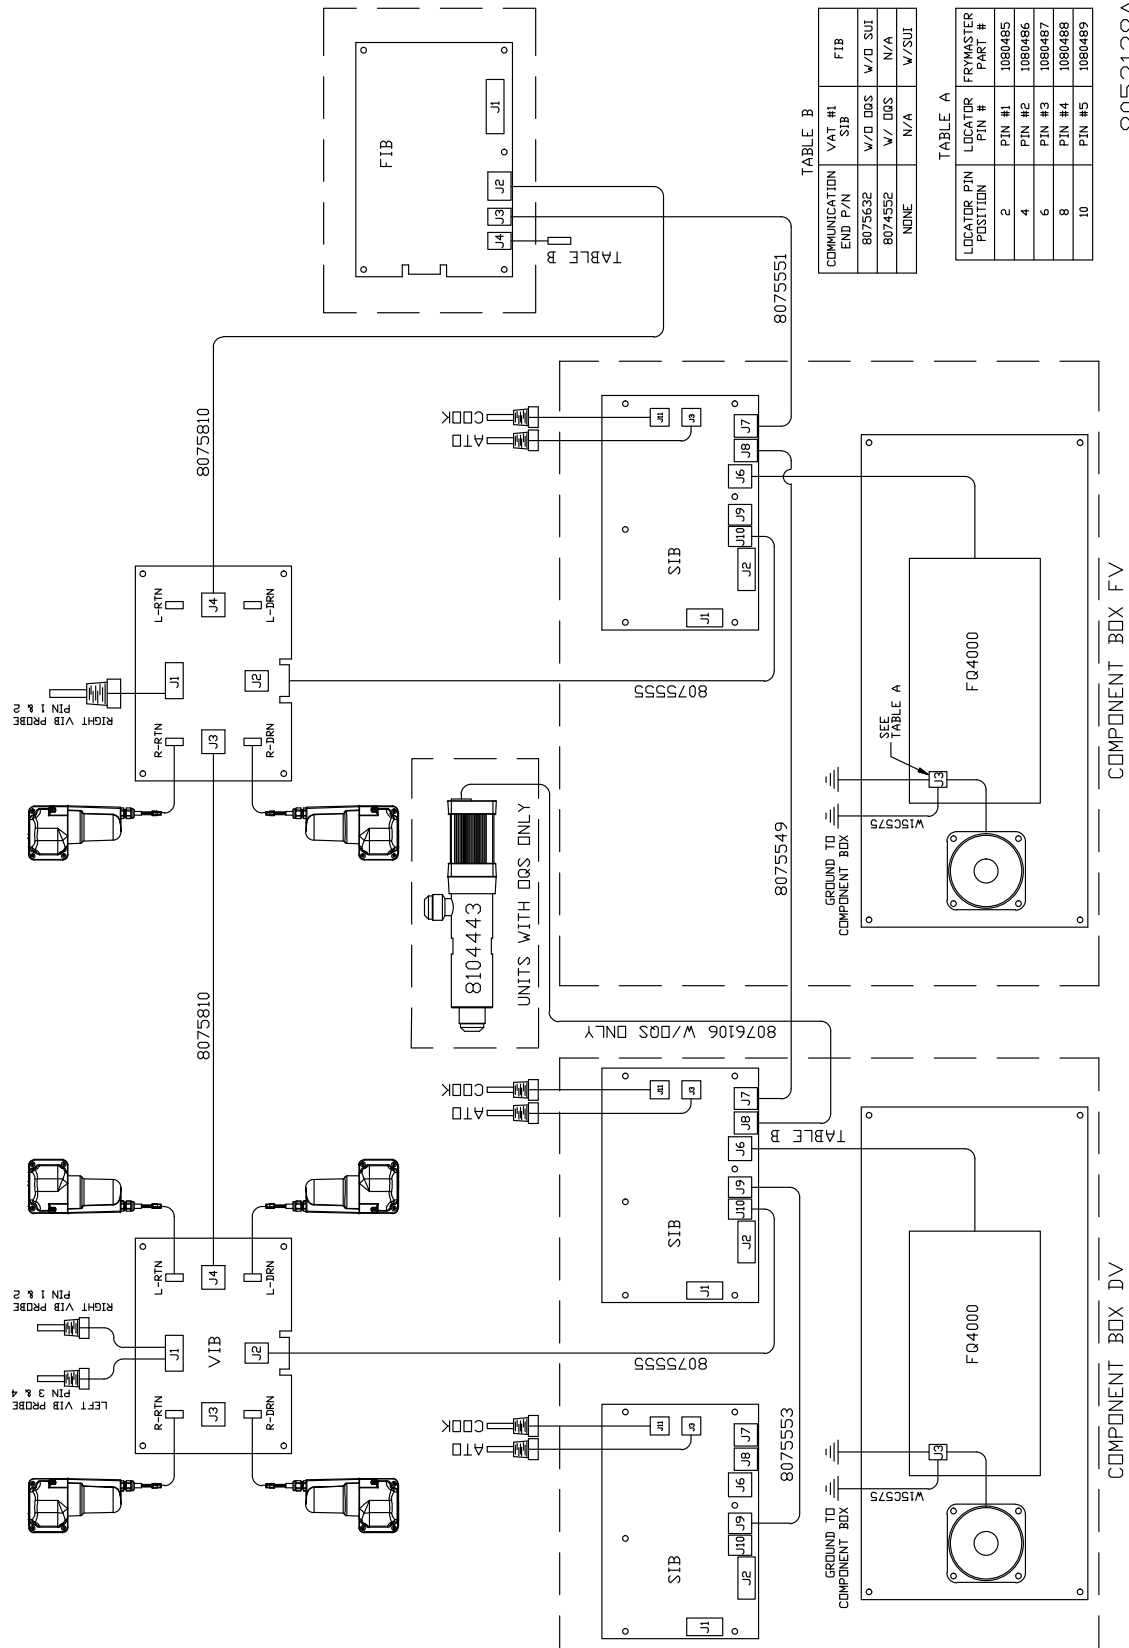 8052128A
TABLE B
COMMUNICATION END P/N
VAT #1 SIB
FIB
8075632
W/O OQS
W/O SUI
8074552
W/ OQS
N/A
NONE
N/A
W/SUI
TABLE A
LOCATOR PIN POSITION
LOCATOR PIN #
FRYMASTER PART #
2
PIN #1
1080485
4
PIN #2
1080486
6
PIN #3
1080487
8
PIN #4
1080488
10
PIN #5
1080489
FIB
J1
J2
J3
J4
TABLE B
8075551
8075810
RIGHT VIB PROBE
PIN 1 & 2
L-RTN
J4
L-DRN
J1
J2
R-RTN
J3
R-DRN
8075555
COOK
ATO
J11
J3
J7
J8
J6
J9
J10
J2
SIB
J1
FQ4000
SEE
TABLE A
J3
W15C575
GROUND TO
COMPONENT BOX
COMPONENT BOX FV
8104443
UNITS WITH OQS ONLY
8076106 W/OQS ONLY
8075549
8075810
LEFT VIB PROBE
PIN 3 & 4
RIGHT VIB PROBE
PIN 1 & 2
L-RTN
J4
L-DRN
J1
VIB
J2
R-RTN
J3
R-DRN
8075555
COOK
ATO
J11
J3
J7
J8
TABLE B
J6
J9
J10
J2
SIB
J1
COOK
ATO
J11
J3
J7
J8
J6
J9
J10
J2
SIB
J1
8075553
FQ4000
J3
W15C575
GROUND TO
COMPONENT BOX
COMPONENT BOX DV